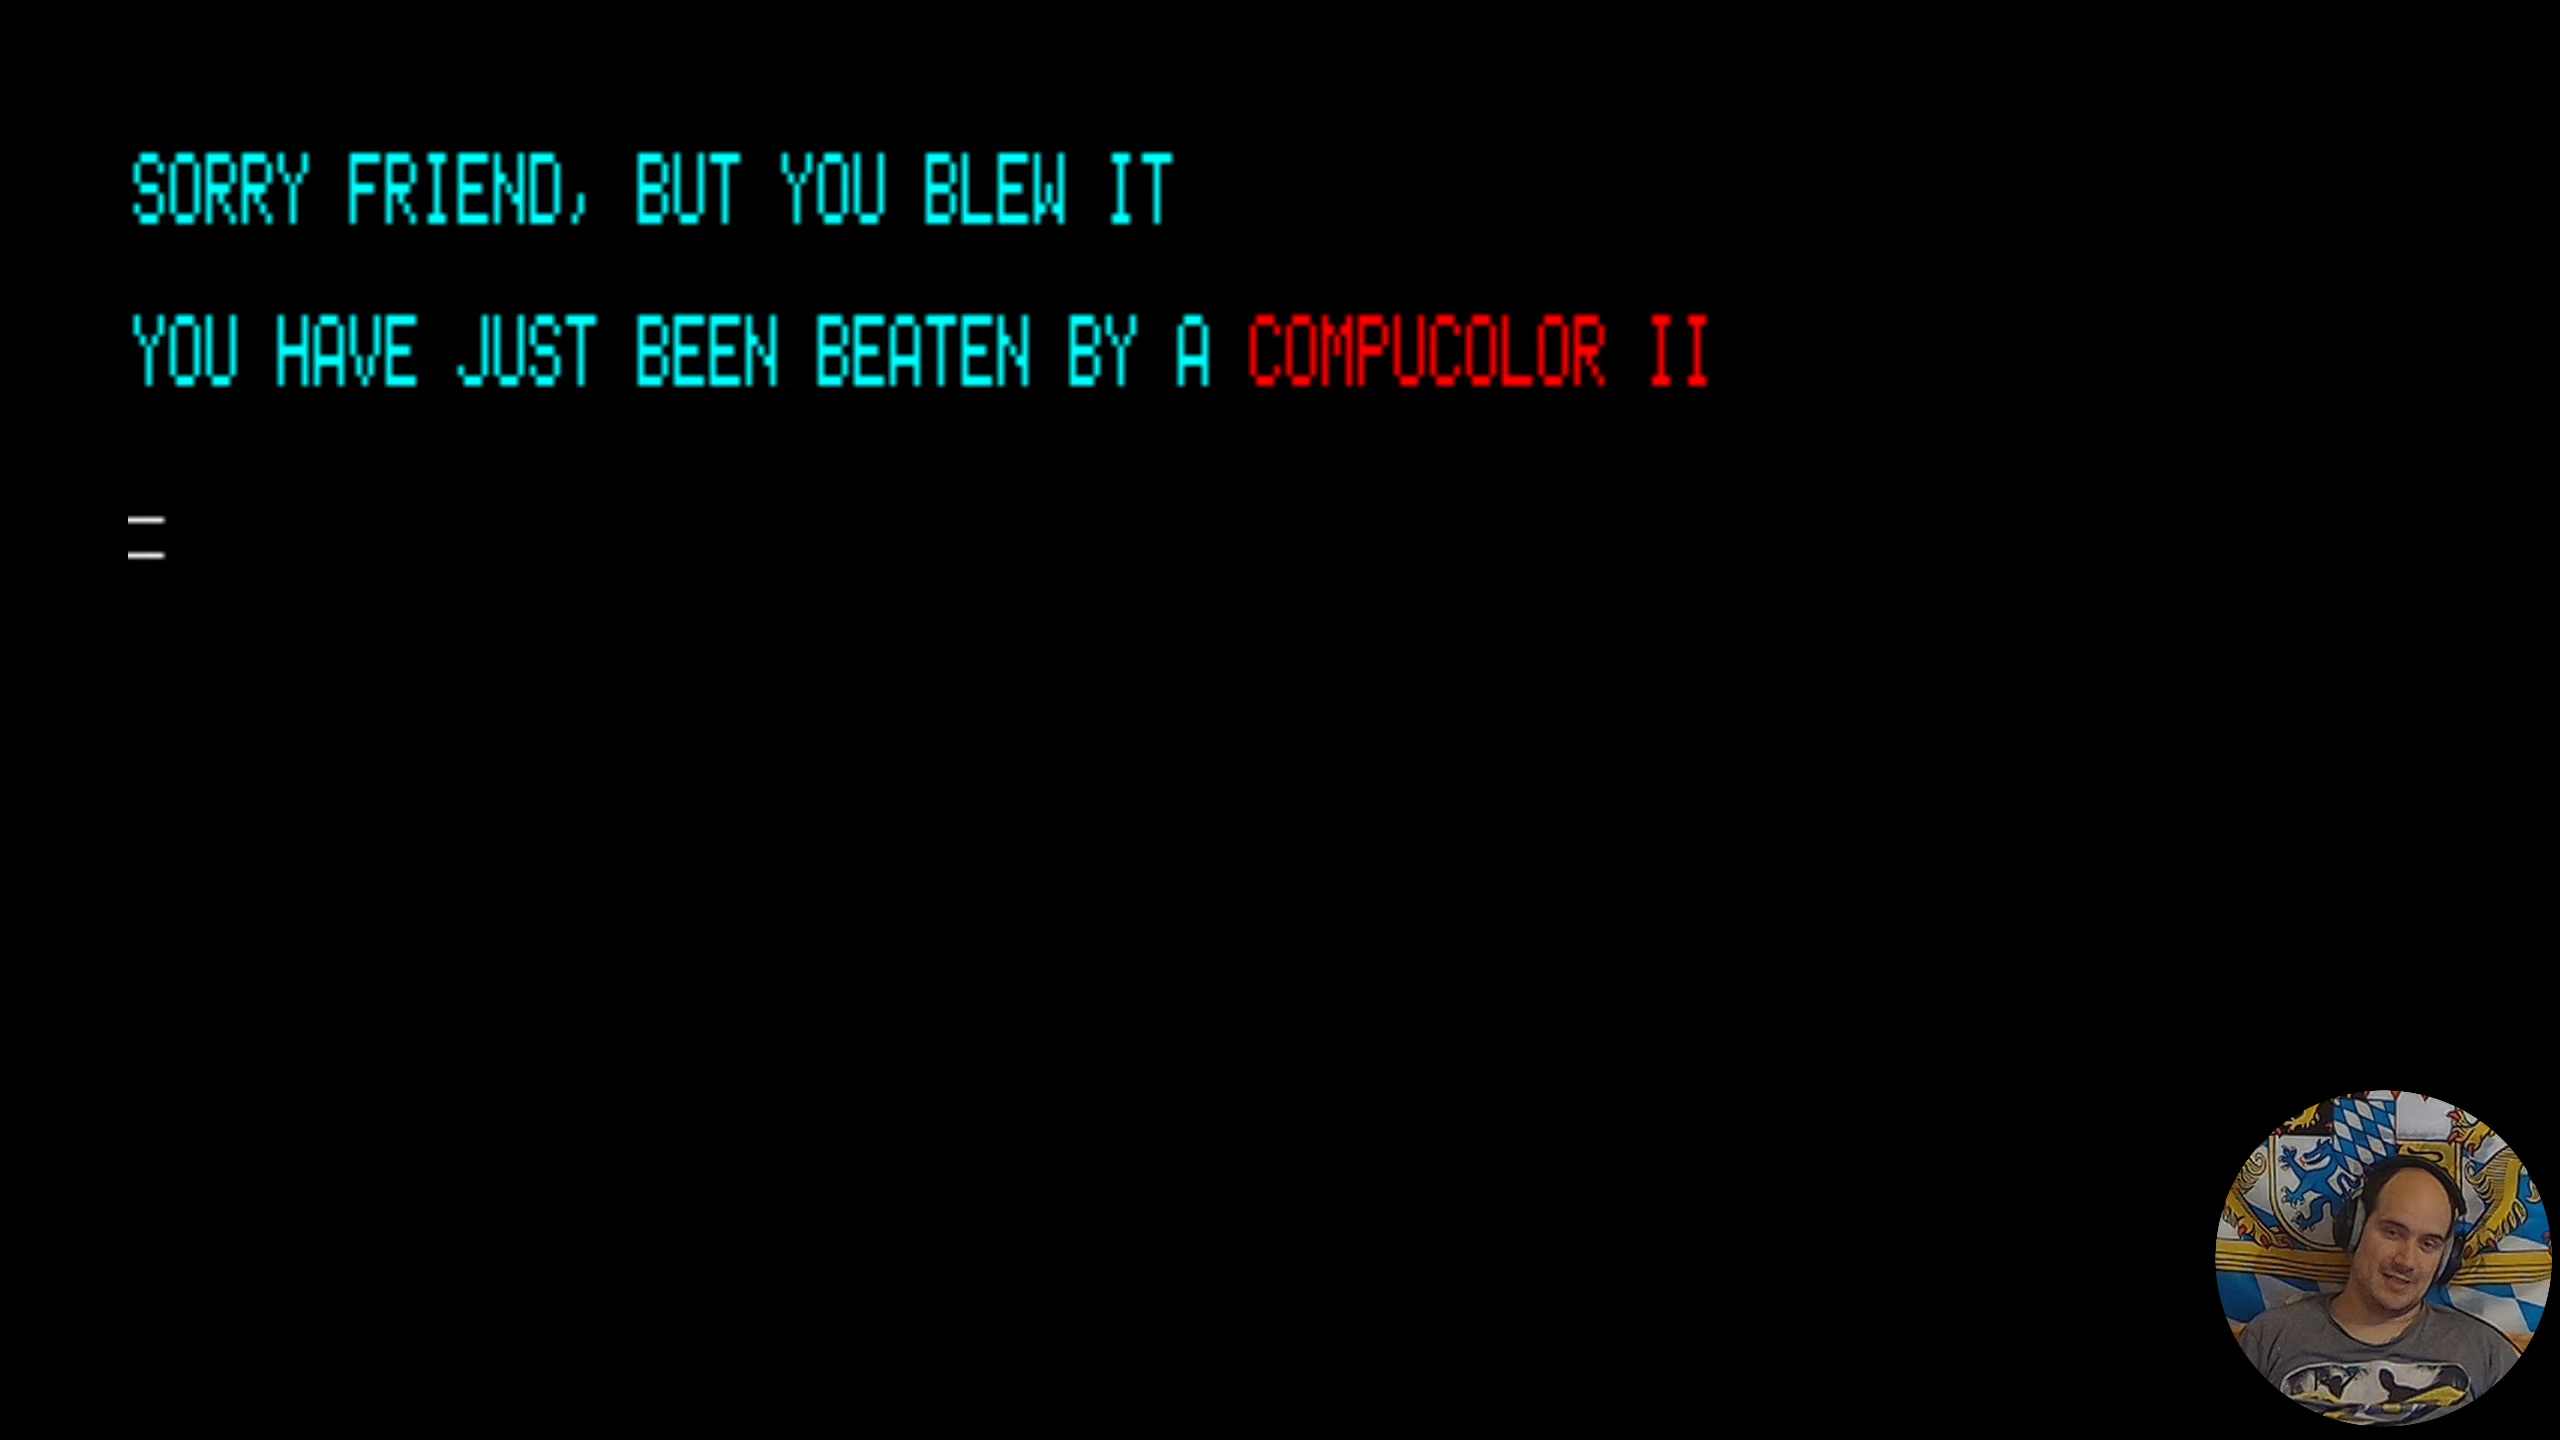 SORRY FRIEND, BUT YOU BLEW IT
YOU HAVE JUST BEEN BEATEN BY A COMPUCOLOR II